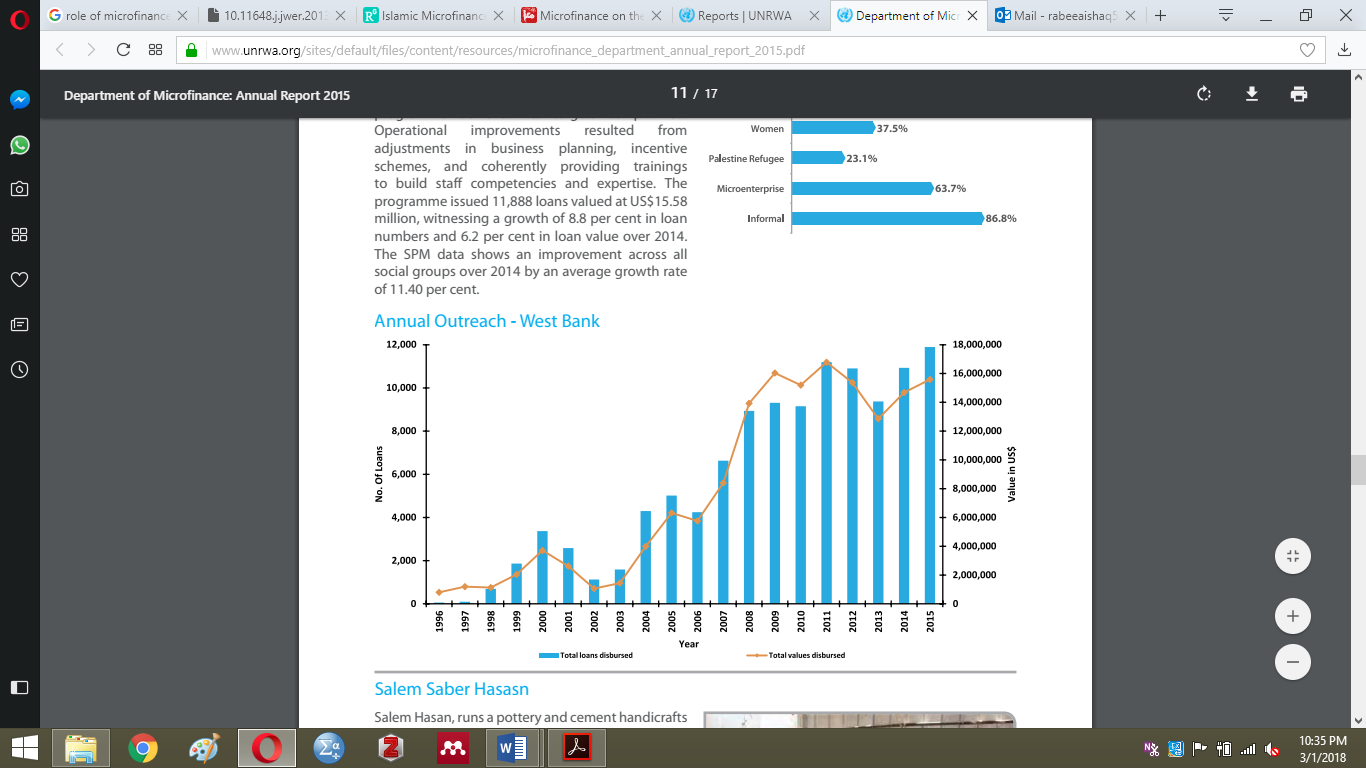 role of microfinance
10.11648.j.jwer.201
Islamic Microfinanc
Microfinance on the
Reports | UNRWA
Department of Micr
Mail - rabeeaishaq5
www.unrwa.org/sites/default/files/content/resources/microfinance_department_annual_report_2015.pdf
Department of Microfinance: Annual Report 2015
11 / 17
Operational improvements resulted from
adjustments in business planning, incentive
schemes, and coherently providing trainings
to build staff competencies and expertise. The
programme issued 11,888 loans valued at US$15.58
million, witnessing a growth of 8.8 per cent in loan
numbers and 6.2 per cent in loan value over 2014.
The SPM data shows an improvement across all
social groups over 2014 by an average growth rate
of 11.40 per cent.
Women 37.5%
Palestine Refugee 23.1%
Microenterprise 63.7%
Informal 86.8%
Annual Outreach - West Bank
12,000
10,000
8,000
6,000
4,000
2,000
0
No. Of Loans
18,000,000
16,000,000
14,000,000
12,000,000
10,000,000
8,000,000
6,000,000
4,000,000
2,000,000
0
Value in US$
1996 1997 1998 1999 2000 2001 2002 2003 2004 2005 2006 2007 2008 2009 2010 2011 2012 2013 2014 2015
Year
Total loans disbursed Total values disbursed
Salem Saber Hasasn
Salem Hasan, runs a pottery and cement handicrafts
10:35 PM
3/1/2018